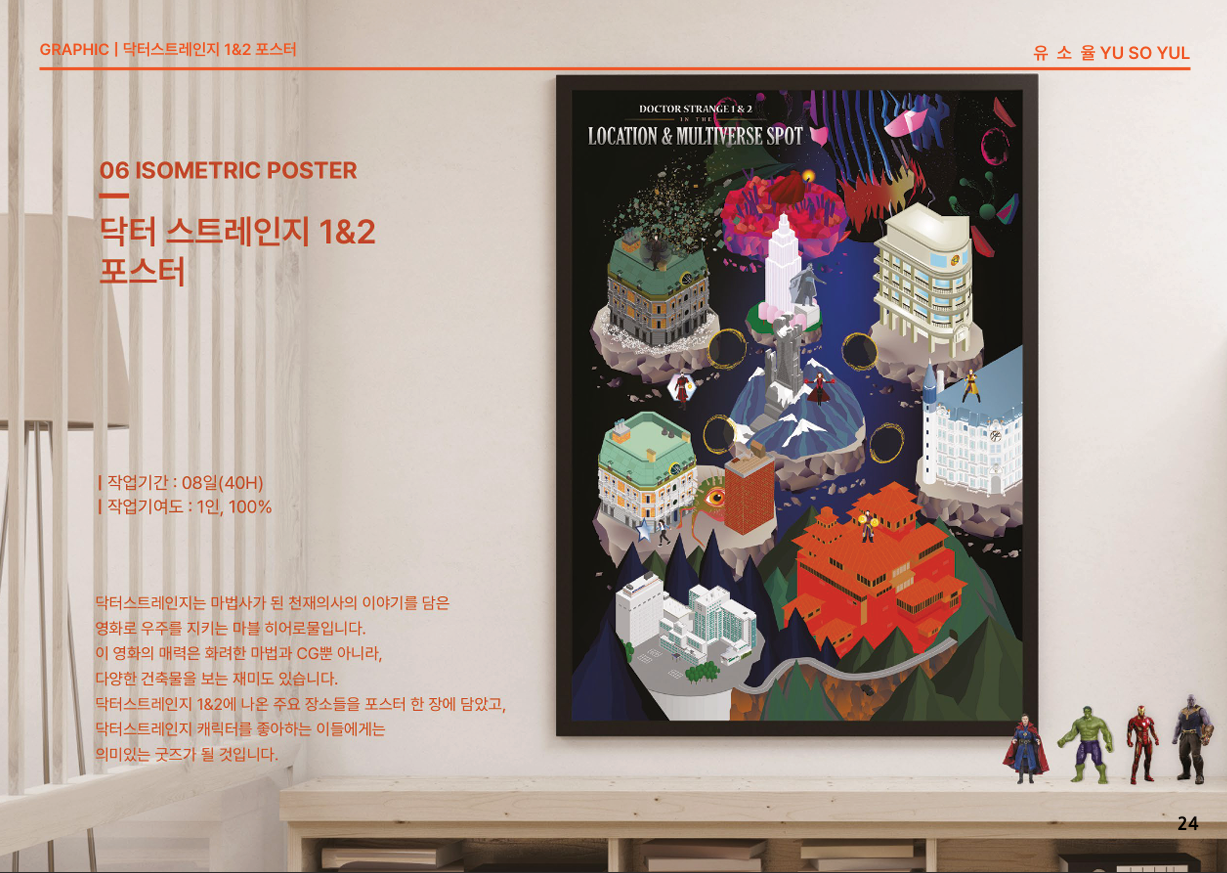 GRAPHIC | 닥터스트레인지 1&2 포스터
유 소 율 YU SO YUL
06 ISOMETRIC POSTER
닥터 스트레인지 1&2
포스터
| 작업기간 : 08일(40H)
| 작업기여도 : 1인, 100%
닥터스트레인지는 마법사가 된 천재의사의 이야기를 담은
영화로 우주를 지키는 마블 히어로물입니다.
이 영화의 매력은 화려한 마법과 CG뿐 아니라,
다양한 건축물을 보는 재미도 있습니다.
닥터스트레인지 1&2에 나온 주요 장소들을 포스터 한 장에 담았고,
닥터스트레인지 캐릭터를 좋아하는 이들에게는
의미있는 굿즈가 될 것입니다.
DOCTOR STRANGE 1 & 2
IN THE
LOCATION & MULTIVERSE SPOT
24